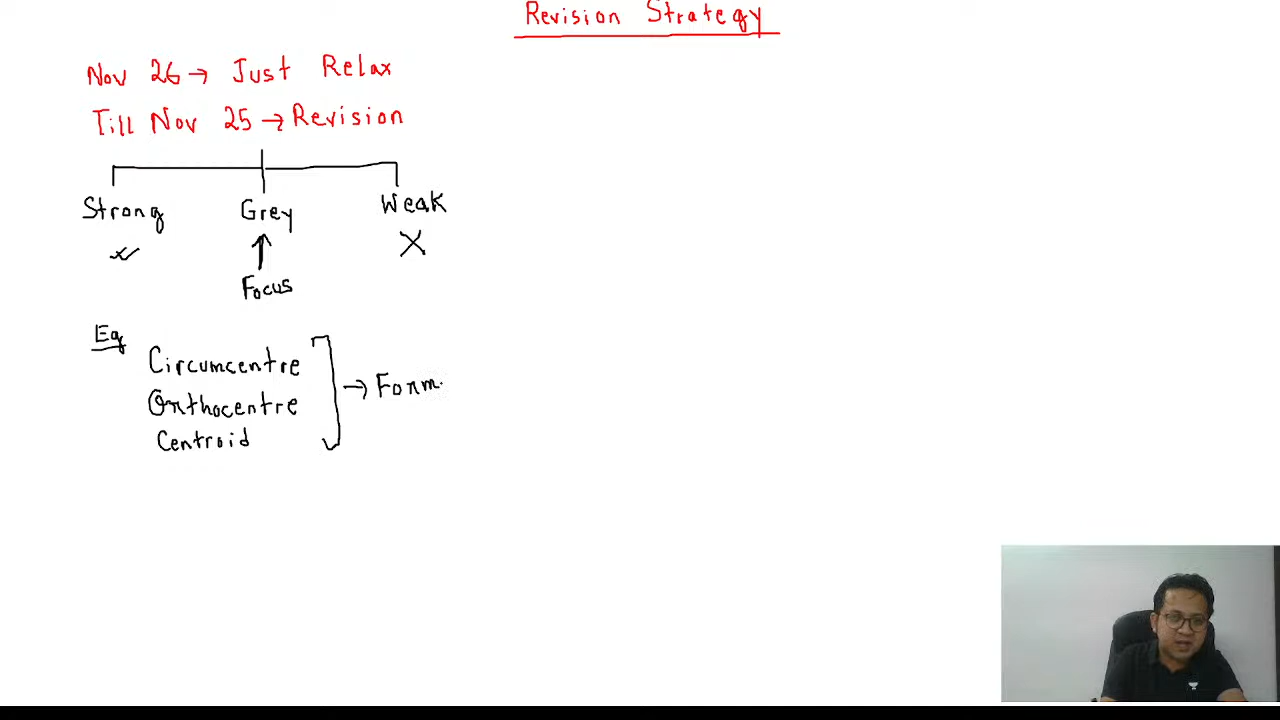 Revision Strategy
Nov 26 → Just Relax
Till Nov 25 → Revision
Strong Grey Weak
Focus
Eg
Circumcentre
Orthocentre
Centroid
→ Form